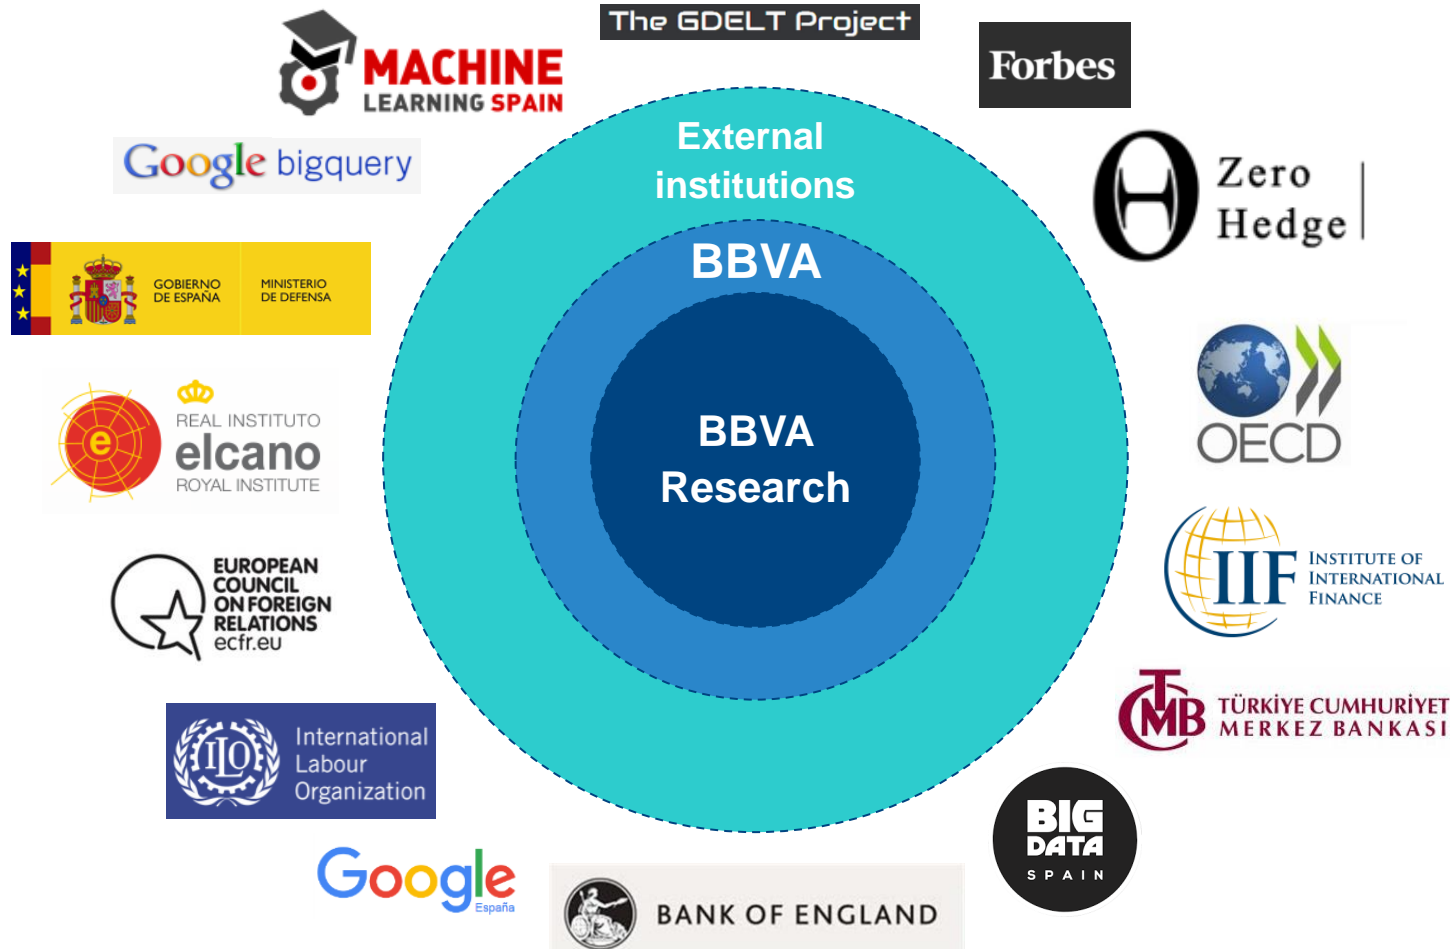 The GDELT Project
MACHINE
LEARNING SPAIN
Forbes
Google bigquery
External
institutions
Zero
Hedge
BBVA
GOBIERNO
DE ESPAÑA
MINISTERIO
DE DEFENSA
BBVA
Research
e
REAL INSTITUTO
elcano
ROYAL INSTITUTE
OECD
EUROPEAN
COUNCIL
ON FOREIGN
RELATIONS
ecfr.eu
IIF
INSTITUTE OF
INTERNATIONAL
FINANCE
TCMB
TÜRKİYE CUMHURİYET
MERKEZ BANKASI
ILO
International
Labour
Organization
BIG
DATA
SPAIN
Google
España
BANK OF ENGLAND